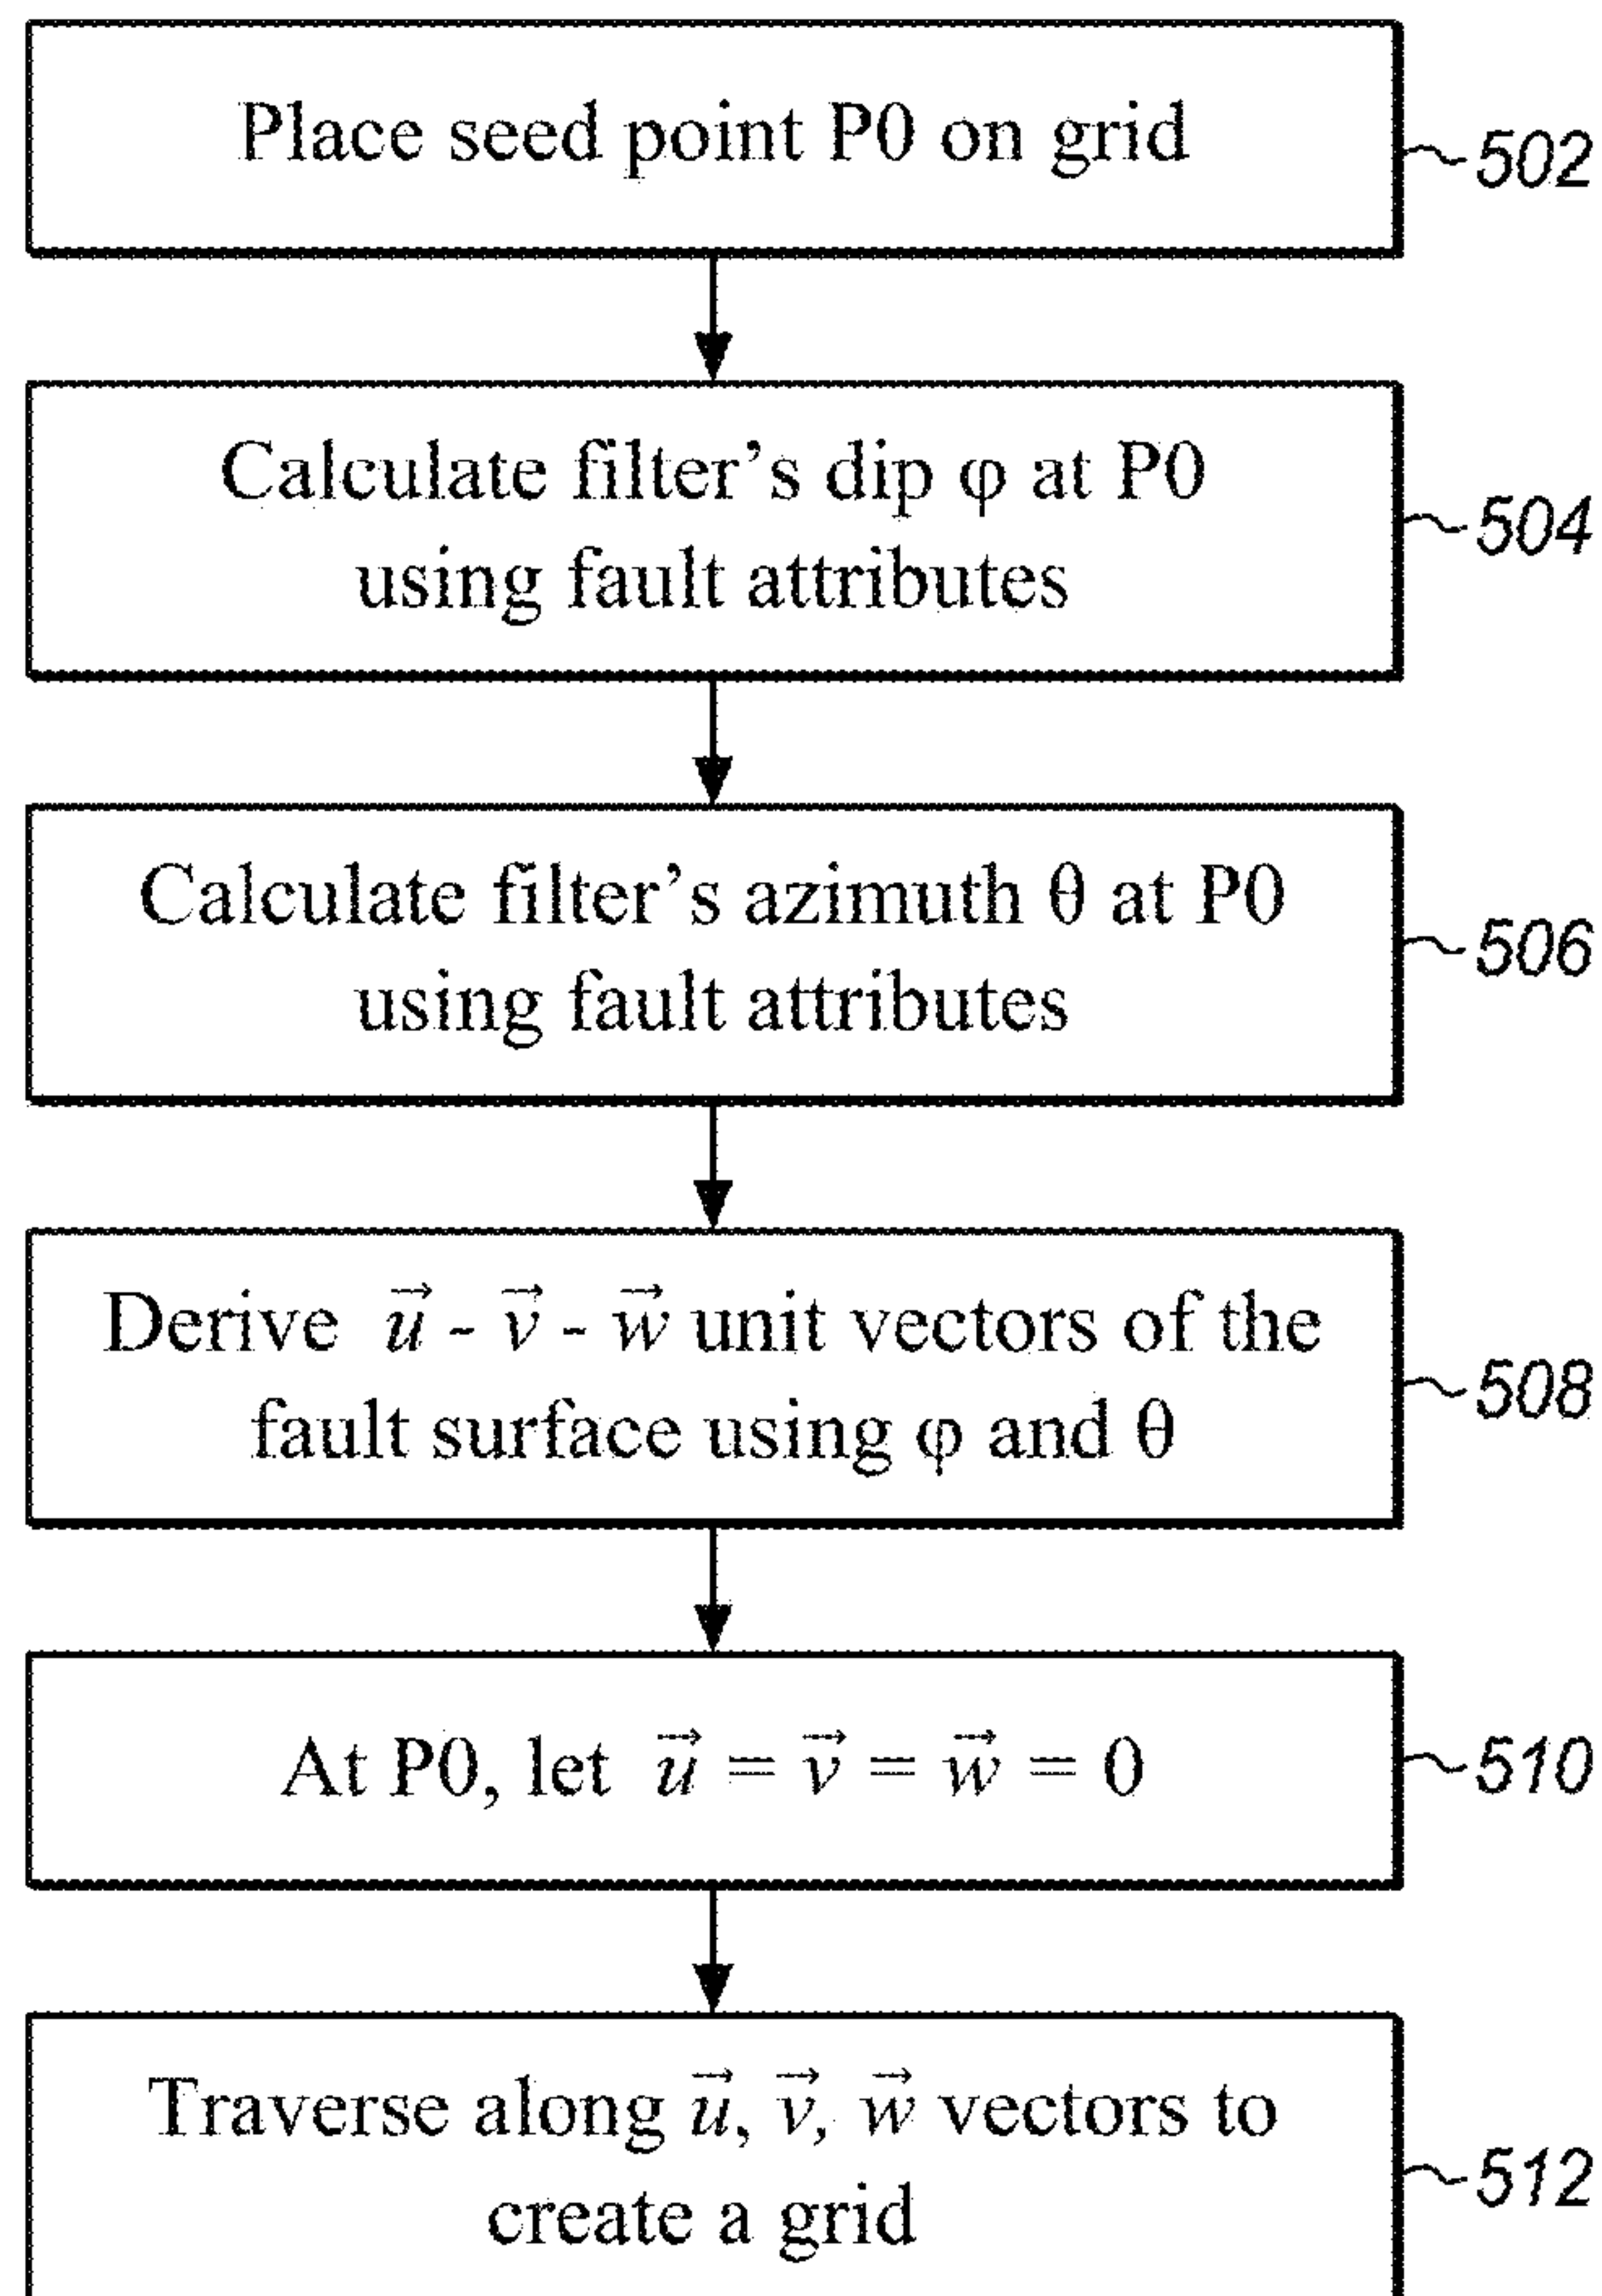 Place seed point P0 on grid
502
Calculate filter’s dip φ at P0
using fault attributes
504
Calculate filter’s azimuth θ at P0
using fault attributes
506
Derive u⃗ - v⃗ - w⃗ unit vectors of the
fault surface using φ and θ
508
At P0, let u⃗ = v⃗ = w⃗ = 0
510
Traverse along u⃗, v⃗, w⃗ vectors to
create a grid
512